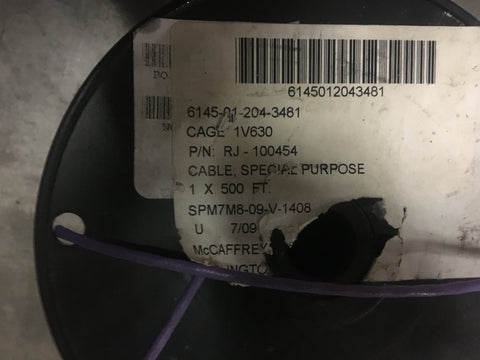 6145012043481
6145-01-204-3481
CAGE 1V630
P/N: RJ - 100454
CABLE, SPECIAL PURPOSE
1 X 500 FT.
SPM7M8-09-V-1408
U 7/09
McCAFFREY
PO